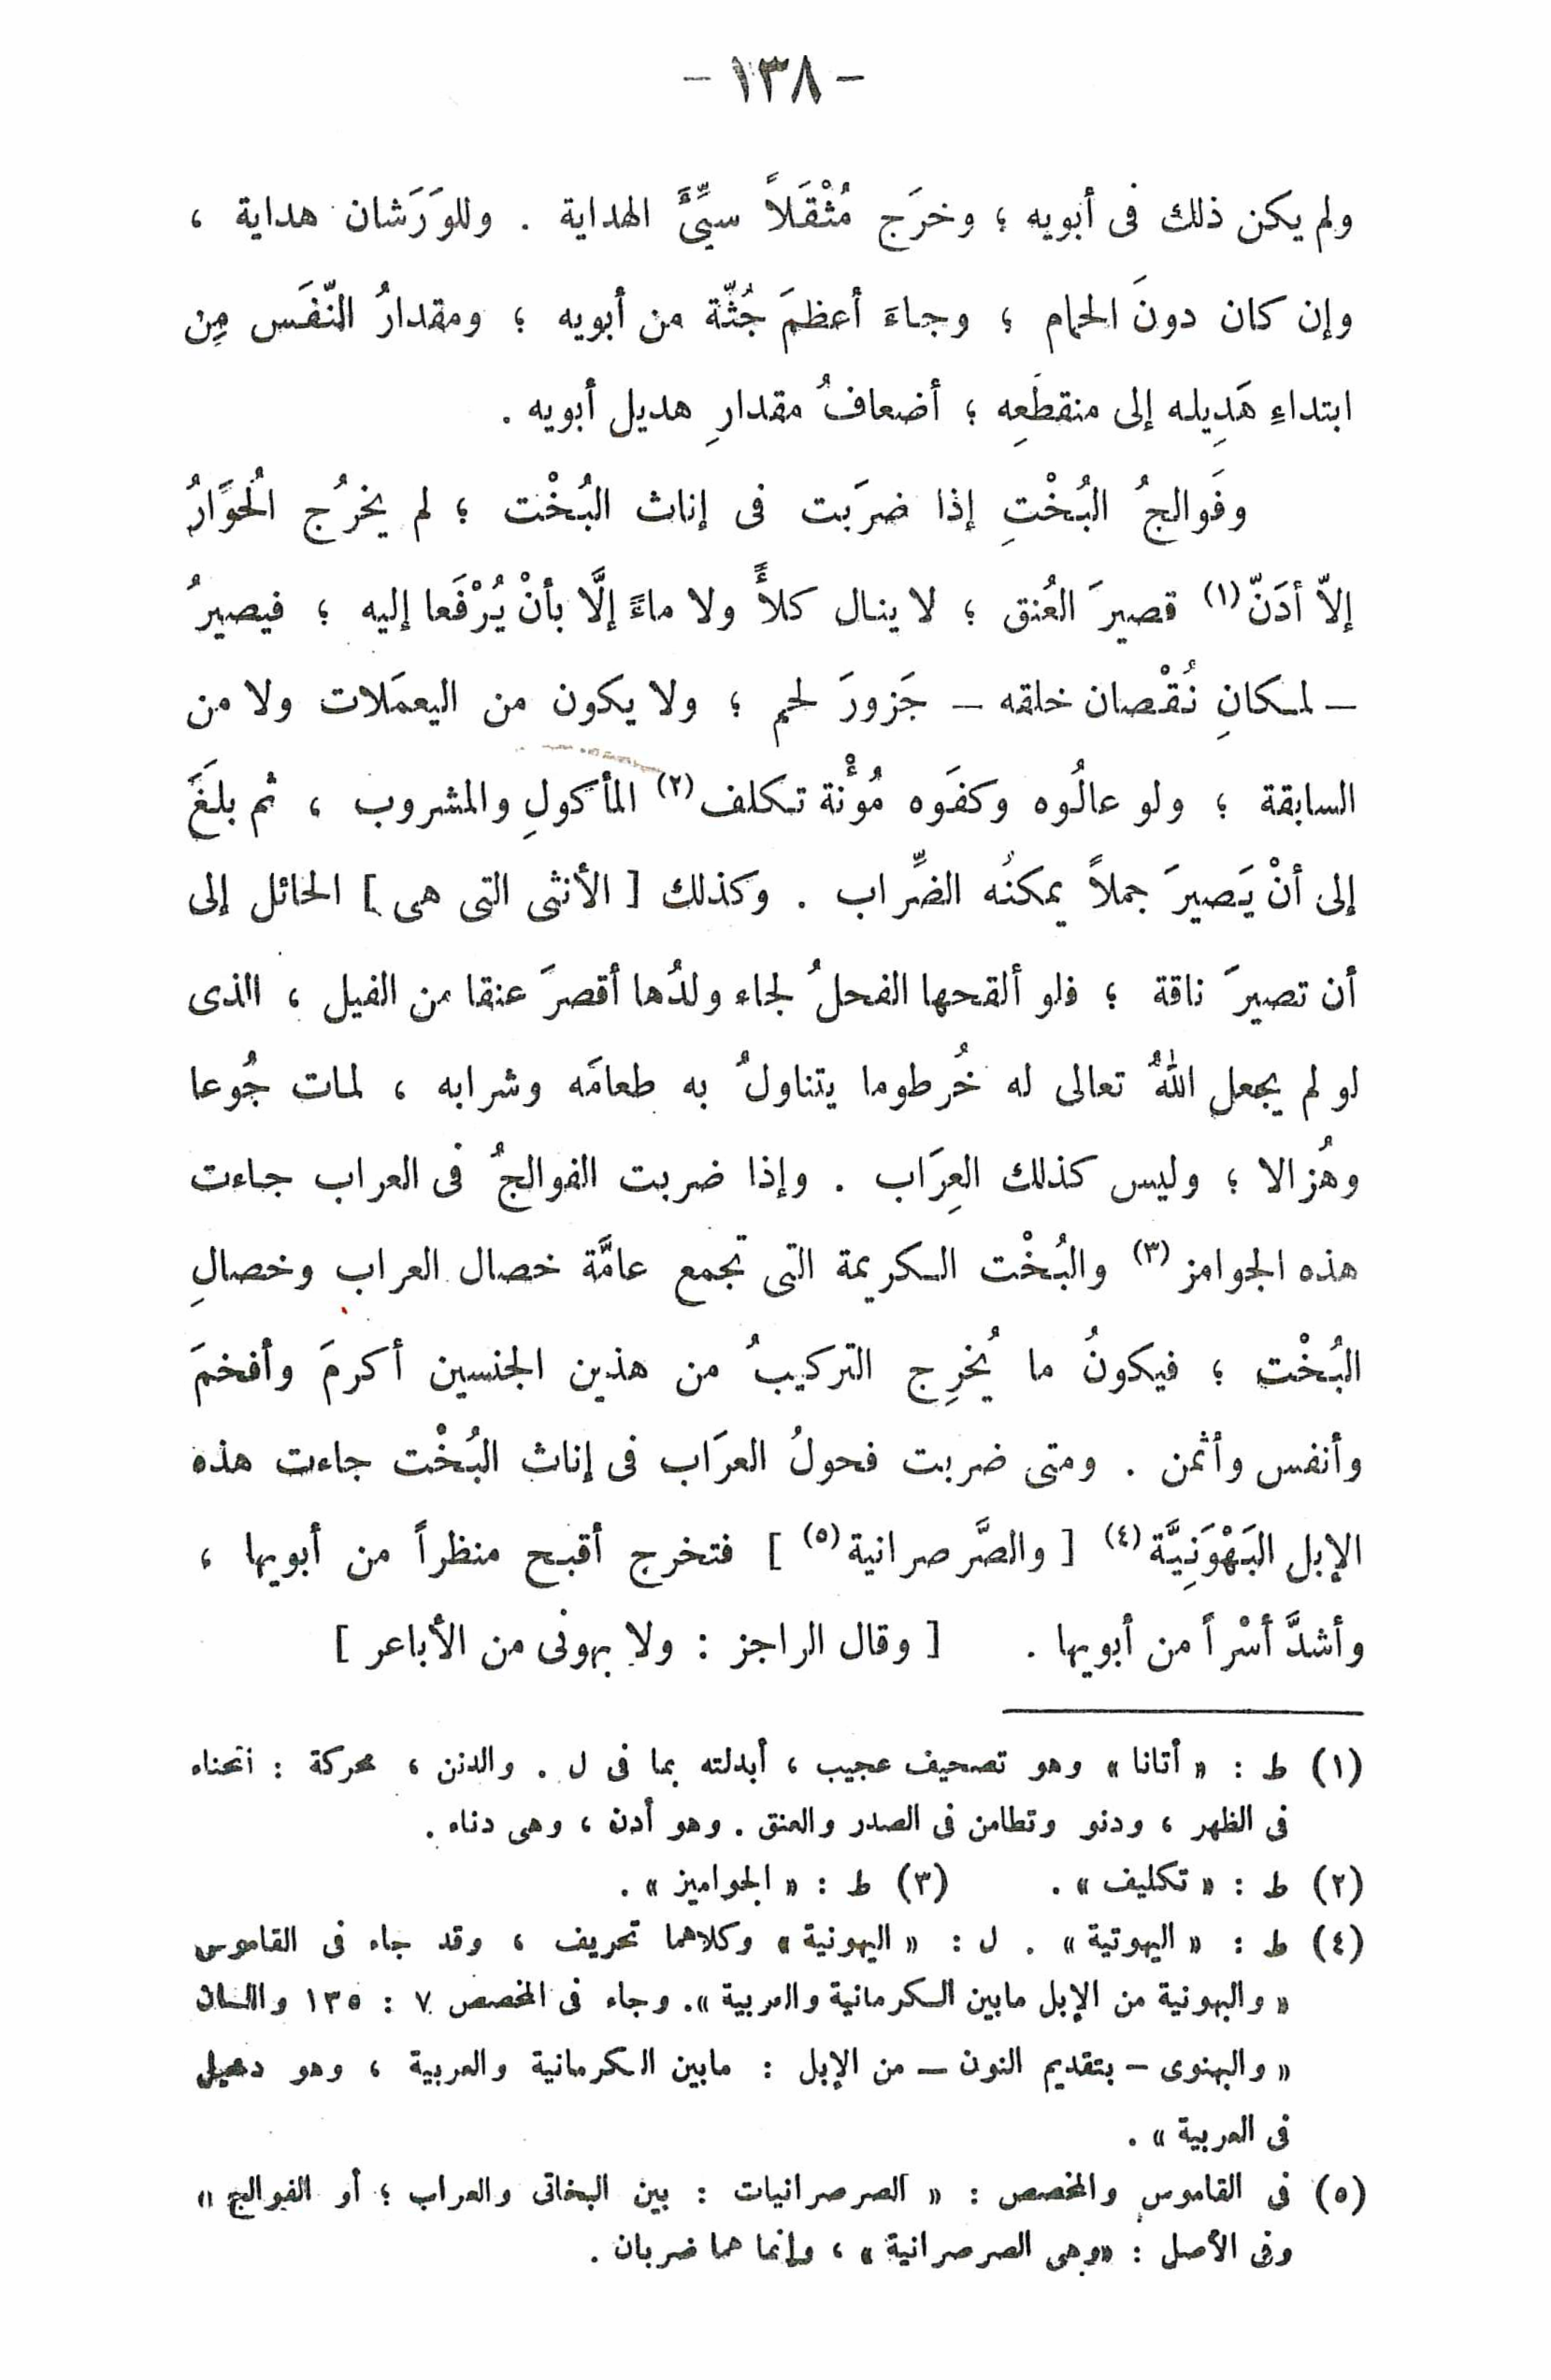 - ١٣٨ -
ولم يكن ذلك فى أبويه ؛ وخرَج مُثْقَلاً سيِّئَ الهداية . وللوَرَشان هداية ،
وإن كان دونَ الحمام ؛ وجاءَ أعظمَ جُثّة من أبويه ؛ ومقدارُ النّفَس مِن
ابتداءِ هَدِيله إلى منقطَعِه ؛ أضعافُ مقدارِ هديل أبويه .
وفَوالجُ البُخْتِ إذا ضرَبت فى إناث البُخْت ؛ لم يخرُج الُحوَارُ
إلاّ أدَنّ (١) قصيرَ العُنق ؛ لا ينال كلأً ولا ماءً إلَّا بأنْ يُرْفَعا إليه ؛ فيصيرُ
ــ لمكانِ نُقْصان خلقه ــ جَزورَ لحم ؛ ولا يكون من اليعمَلات ولا من
السابقة ؛ ولو عالُوه وكفَوه مُؤْنة تكلف (٢) المأكولِ والمشروب ، ثم بلَغَ
إلى أنْ يَصيرَ جملاً يمكنُه الضِّراب . وكذلك [ الأنثى التى هى ] الحائل إلى
أن تصيرَ ناقة ؛ فلو ألقحها الفحلُ لجاء ولدُها أقصرَ عنقا من الفيل ، الذى
لو لم يجعل اللهُ تعالى له خُرطوما يتناولُ به طعامَه وشرابه ، لمات جُوعا
وهُزالا ؛ وليس كذلك العِرَاب . وإذا ضربت الفوالجُ فى العراب جاءت
هذه الجوامز (٣) والبُخْت الكريمة التى تجمع عامَّة خصال العراب وخصالِ
البُخْت ؛ فيكونُ ما يُخرِج التركيبُ من هذين الجنسين أكرمَ وأفخمَ
وأنفس وأثمن . ومتى ضربت فحولُ العرَاب فى إناث البُخْت جاءت هذه
الإبل البَهْوَنِيَّة (٤) [ والصَّرصرانية (٥) ] فتخرج أقبح منظراً من أبويها ،
وأشدَّ أسْراً من أبويها . [ وقال الراجز : ولا بهونى من الأباعر ]
(١) ط : « أتانا » وهو تصحيف عجيب ، أبدلته بما فى ل . والدنن ، محركة : انحناء
فى الظهر ، ودنو وتطامن فى الصدر والعنق . وهو أدن ، وهى دناء .
(٢) ط : « تكليف » . (٣) ط : « الجواميز » .
(٤) ط : « اليهوتية » . ل : « اليهونية » وكلاهما تحريف ، وقد جاء فى القاموس
« والبهونية من الإبل مابين الكرمانية والعربية » . وجاء فى المخصص ٧ : ١٣٥ واللسان
« والبهنوى – بتقديم النون – من الإبل : مابين الكرمانية والعربية ، وهو دخيل
فى العربية » .
(٥) فى القاموس والمخصص : « الصرصرانيات : بين البخاتى والعراب ؛ أو الفوالج »
وفى الأصل : «وهى الصرصرانية » ، وإنما هما ضربان .